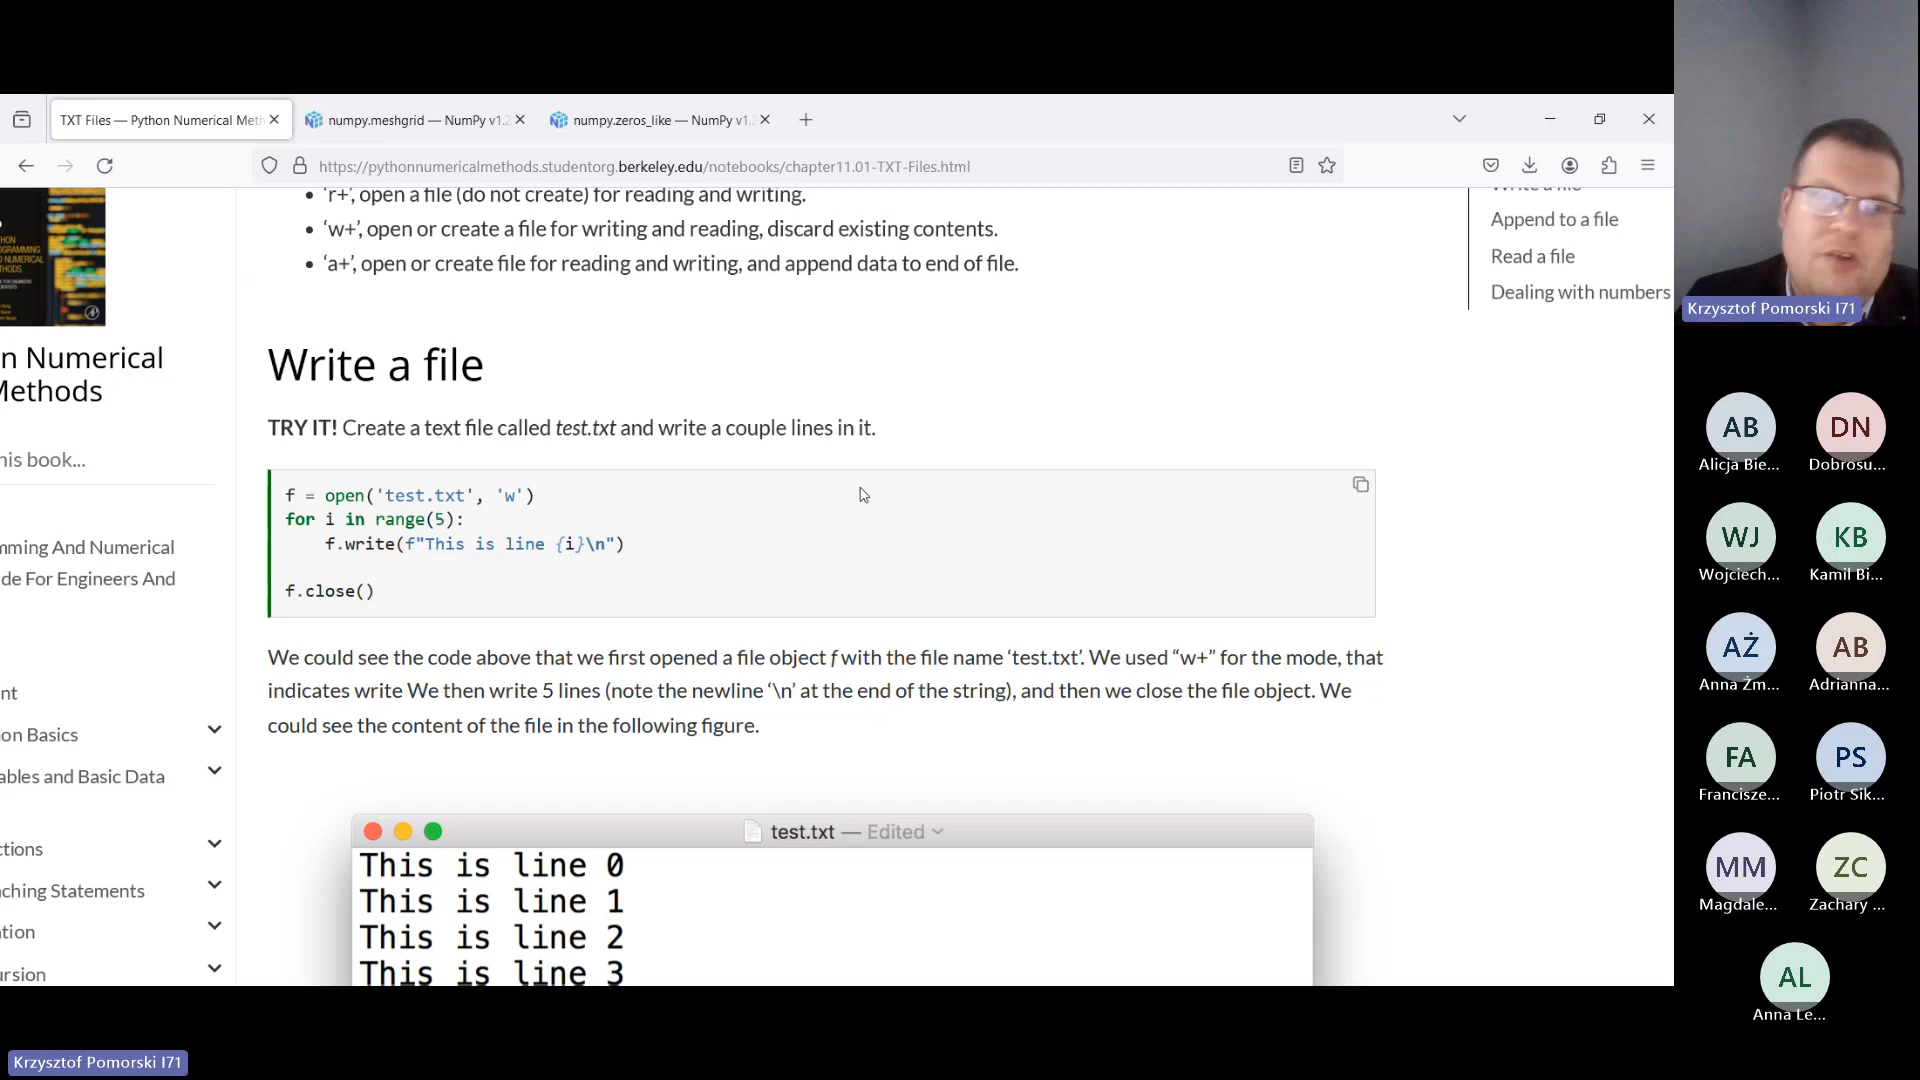 TXT Files — Python Numerical Meth
numpy.meshgrid — NumPy v1.2
numpy.zeros_like — NumPy v1.2
https://pythonnumericalmethods.studentorg.berkeley.edu/notebooks/chapter11.01-TXT-Files.html
• 'r+', open a file (do not create) for reading and writing.
• ‘w+’, open or create a file for writing and reading, discard existing contents.
• ‘a+’, open or create file for reading and writing, and append data to end of file.
Write a file
Append to a file
Read a file
Dealing with numbers
n Numerical
Methods
his book...
mming And Numerical
de For Engineers And
nt
on Basics
ables and Basic Data
ctions
ching Statements
tion
ursion
Write a file
TRY IT! Create a text file called test.txt and write a couple lines in it.
f = open('test.txt', 'w')
for i in range(5):
    f.write(f"This is line {i}\n")
f.close()
We could see the code above that we first opened a file object f with the file name ‘test.txt’. We used “w+” for the mode, that
indicates write We then write 5 lines (note the newline ‘\n’ at the end of the string), and then we close the file object. We
could see the content of the file in the following figure.
test.txt — Edited
This is line 0
This is line 1
This is line 2
This is line 3
Krzysztof Pomorski I71
AB
Alicja Bie...
DN
Dobrosu...
WJ
Wojciech...
KB
Kamil Bi...
AŻ
Anna Żm...
AB
Adrianna...
FA
Francisze...
PS
Piotr Sik...
MM
Magdale...
ZC
Zachary ...
AL
Anna Le...
Krzysztof Pomorski I71